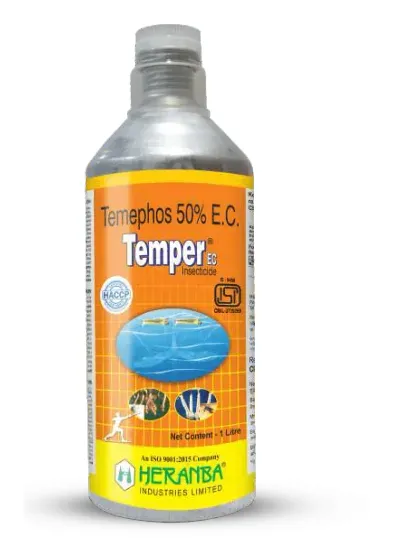 Temephos 50% E.C.
Temper® EC
Insecticide
HACCP
ISI
Net Content - 1 Litre
An ISO 9001:2015 Company
HERANBA®
INDUSTRIES LIMITED